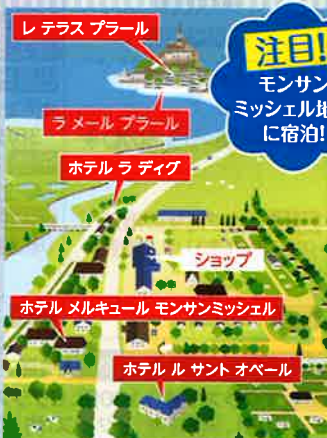 レ テラス プラール
注目!
モンサン
ミッシェル地
に宿泊!
ラ メール プラール
ホテル ラ ディグ
ショップ
ホテル メルキュール モンサンミッシェル
ホテル ル サント オベール